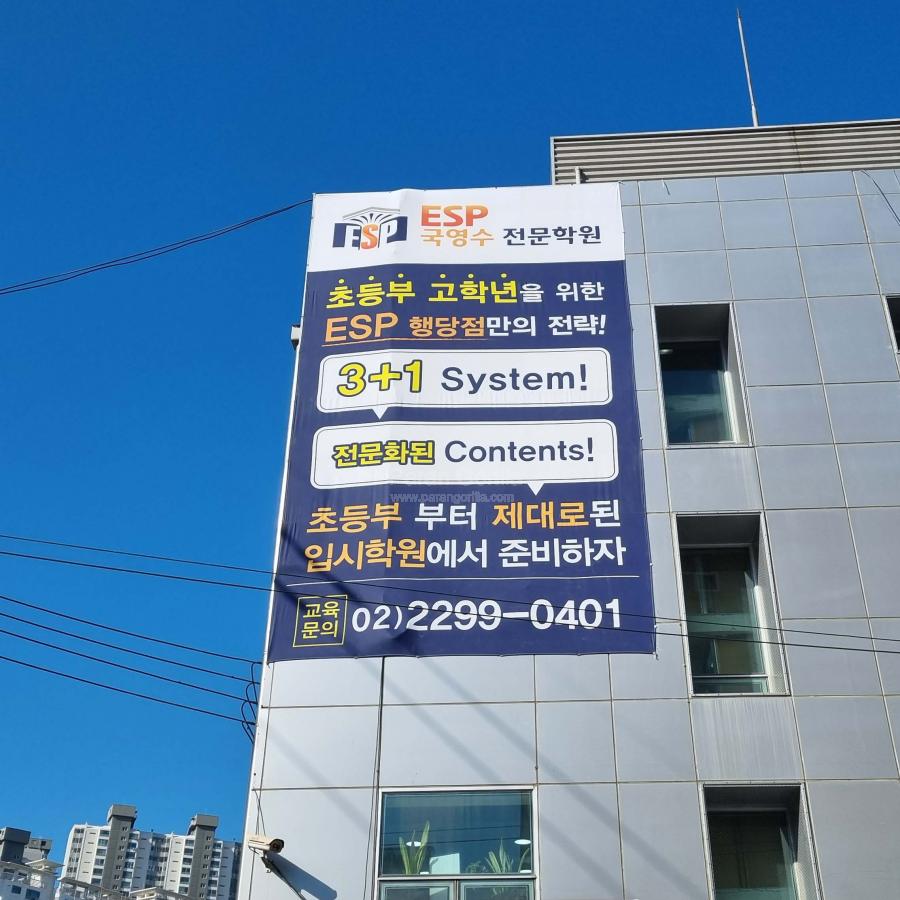 ESP
ESP
국영수 전문학원
초등부 고학년을 위한
ESP 행당점만의 전략!
3+1 System!
전문화된 Contents!
www.parangorilla.com
초등부 부터 제대로된
입시학원에서 준비하자
교육
문의
02)2299-0401